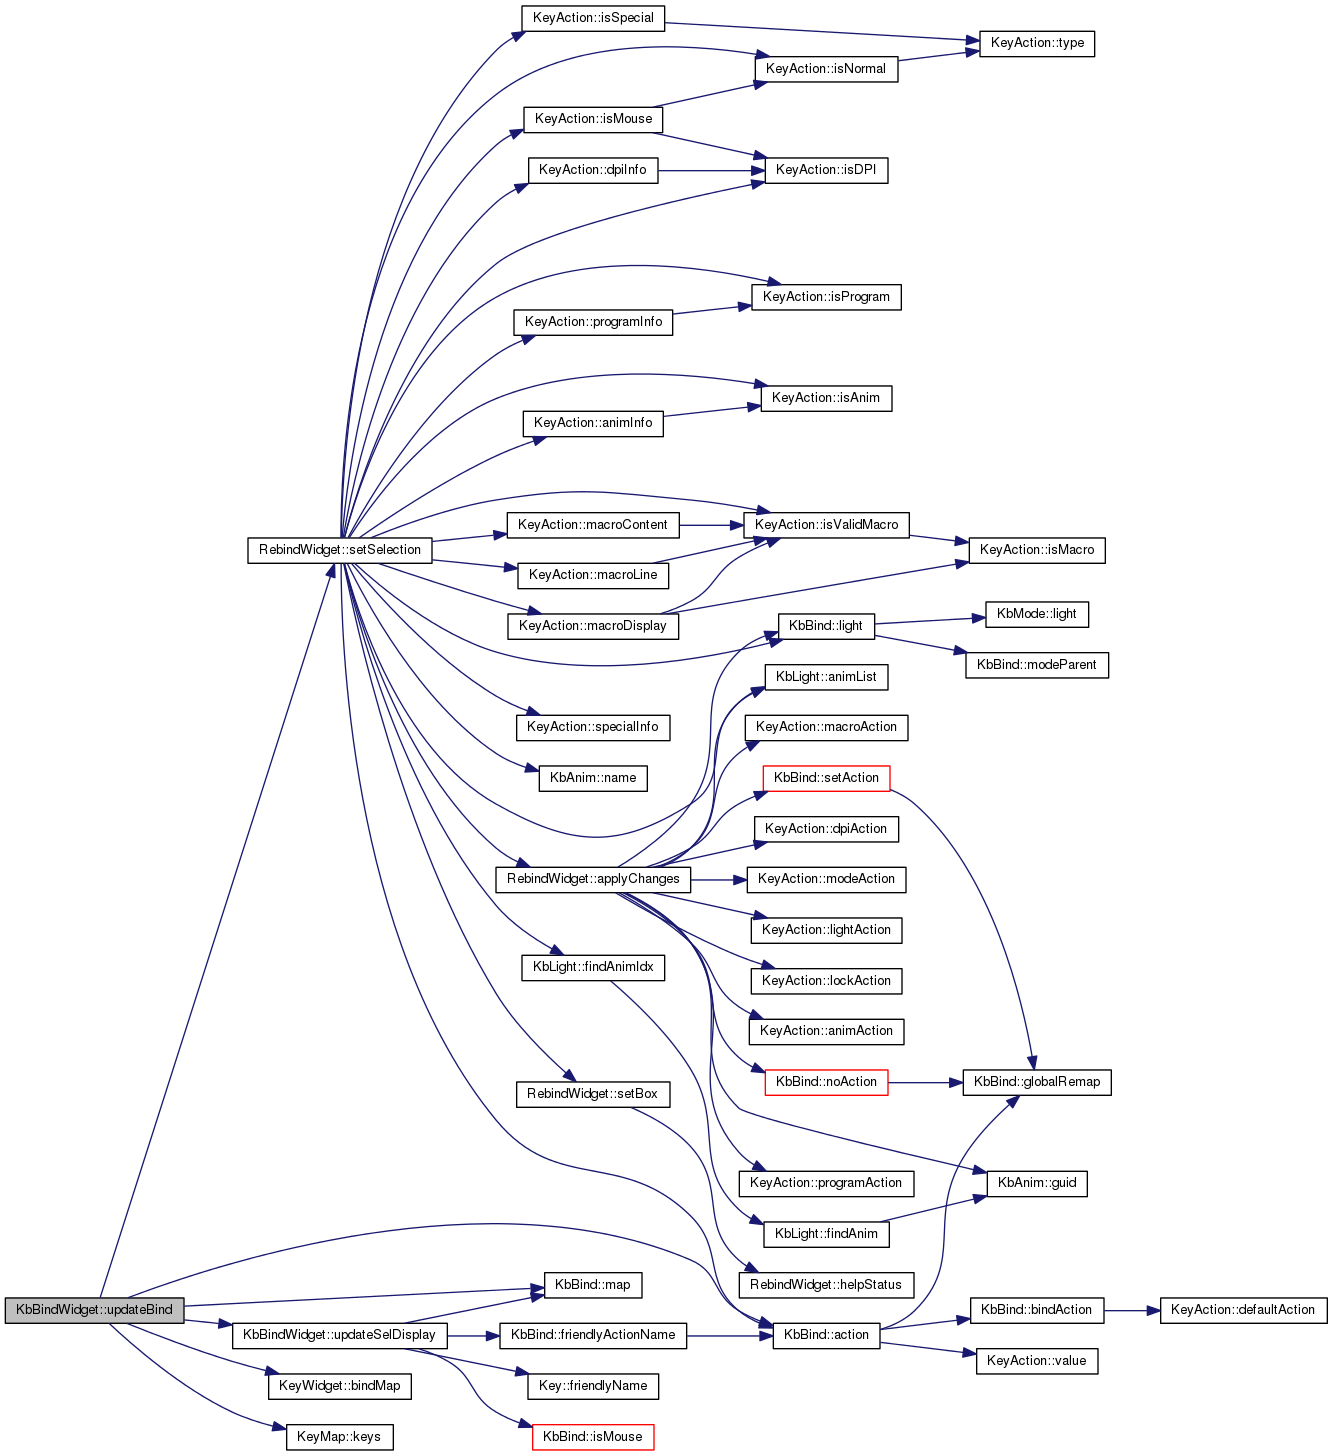 KeyAction::isSpecial
KeyAction::type
KeyAction::isNormal
KeyAction::isMouse
KeyAction::dpiInfo
KeyAction::isDPI
KeyAction::isProgram
KeyAction::programInfo
KeyAction::isAnim
KeyAction::animInfo
KeyAction::macroContent
KeyAction::isValidMacro
RebindWidget::setSelection
KeyAction::isMacro
KeyAction::macroLine
KbMode::light
KeyAction::macroDisplay
KbBind::light
KbBind::modeParent
KbLight::animList
KeyAction::specialInfo
KeyAction::macroAction
KbAnim::name
KbBind::setAction
KeyAction::dpiAction
RebindWidget::applyChanges
KeyAction::modeAction
KeyAction::lightAction
KbLight::findAnimIdx
KeyAction::lockAction
KeyAction::animAction
KbBind::noAction
KbBind::globalRemap
RebindWidget::setBox
KeyAction::programAction
KbAnim::guid
KbLight::findAnim
KbBind::map
RebindWidget::helpStatus
KbBindWidget::updateBind
KbBind::bindAction
KeyAction::defaultAction
KbBindWidget::updateSelDisplay
KbBind::friendlyActionName
KbBind::action
KeyAction::value
KeyWidget::bindMap
Key::friendlyName
KeyMap::keys
KbBind::isMouse